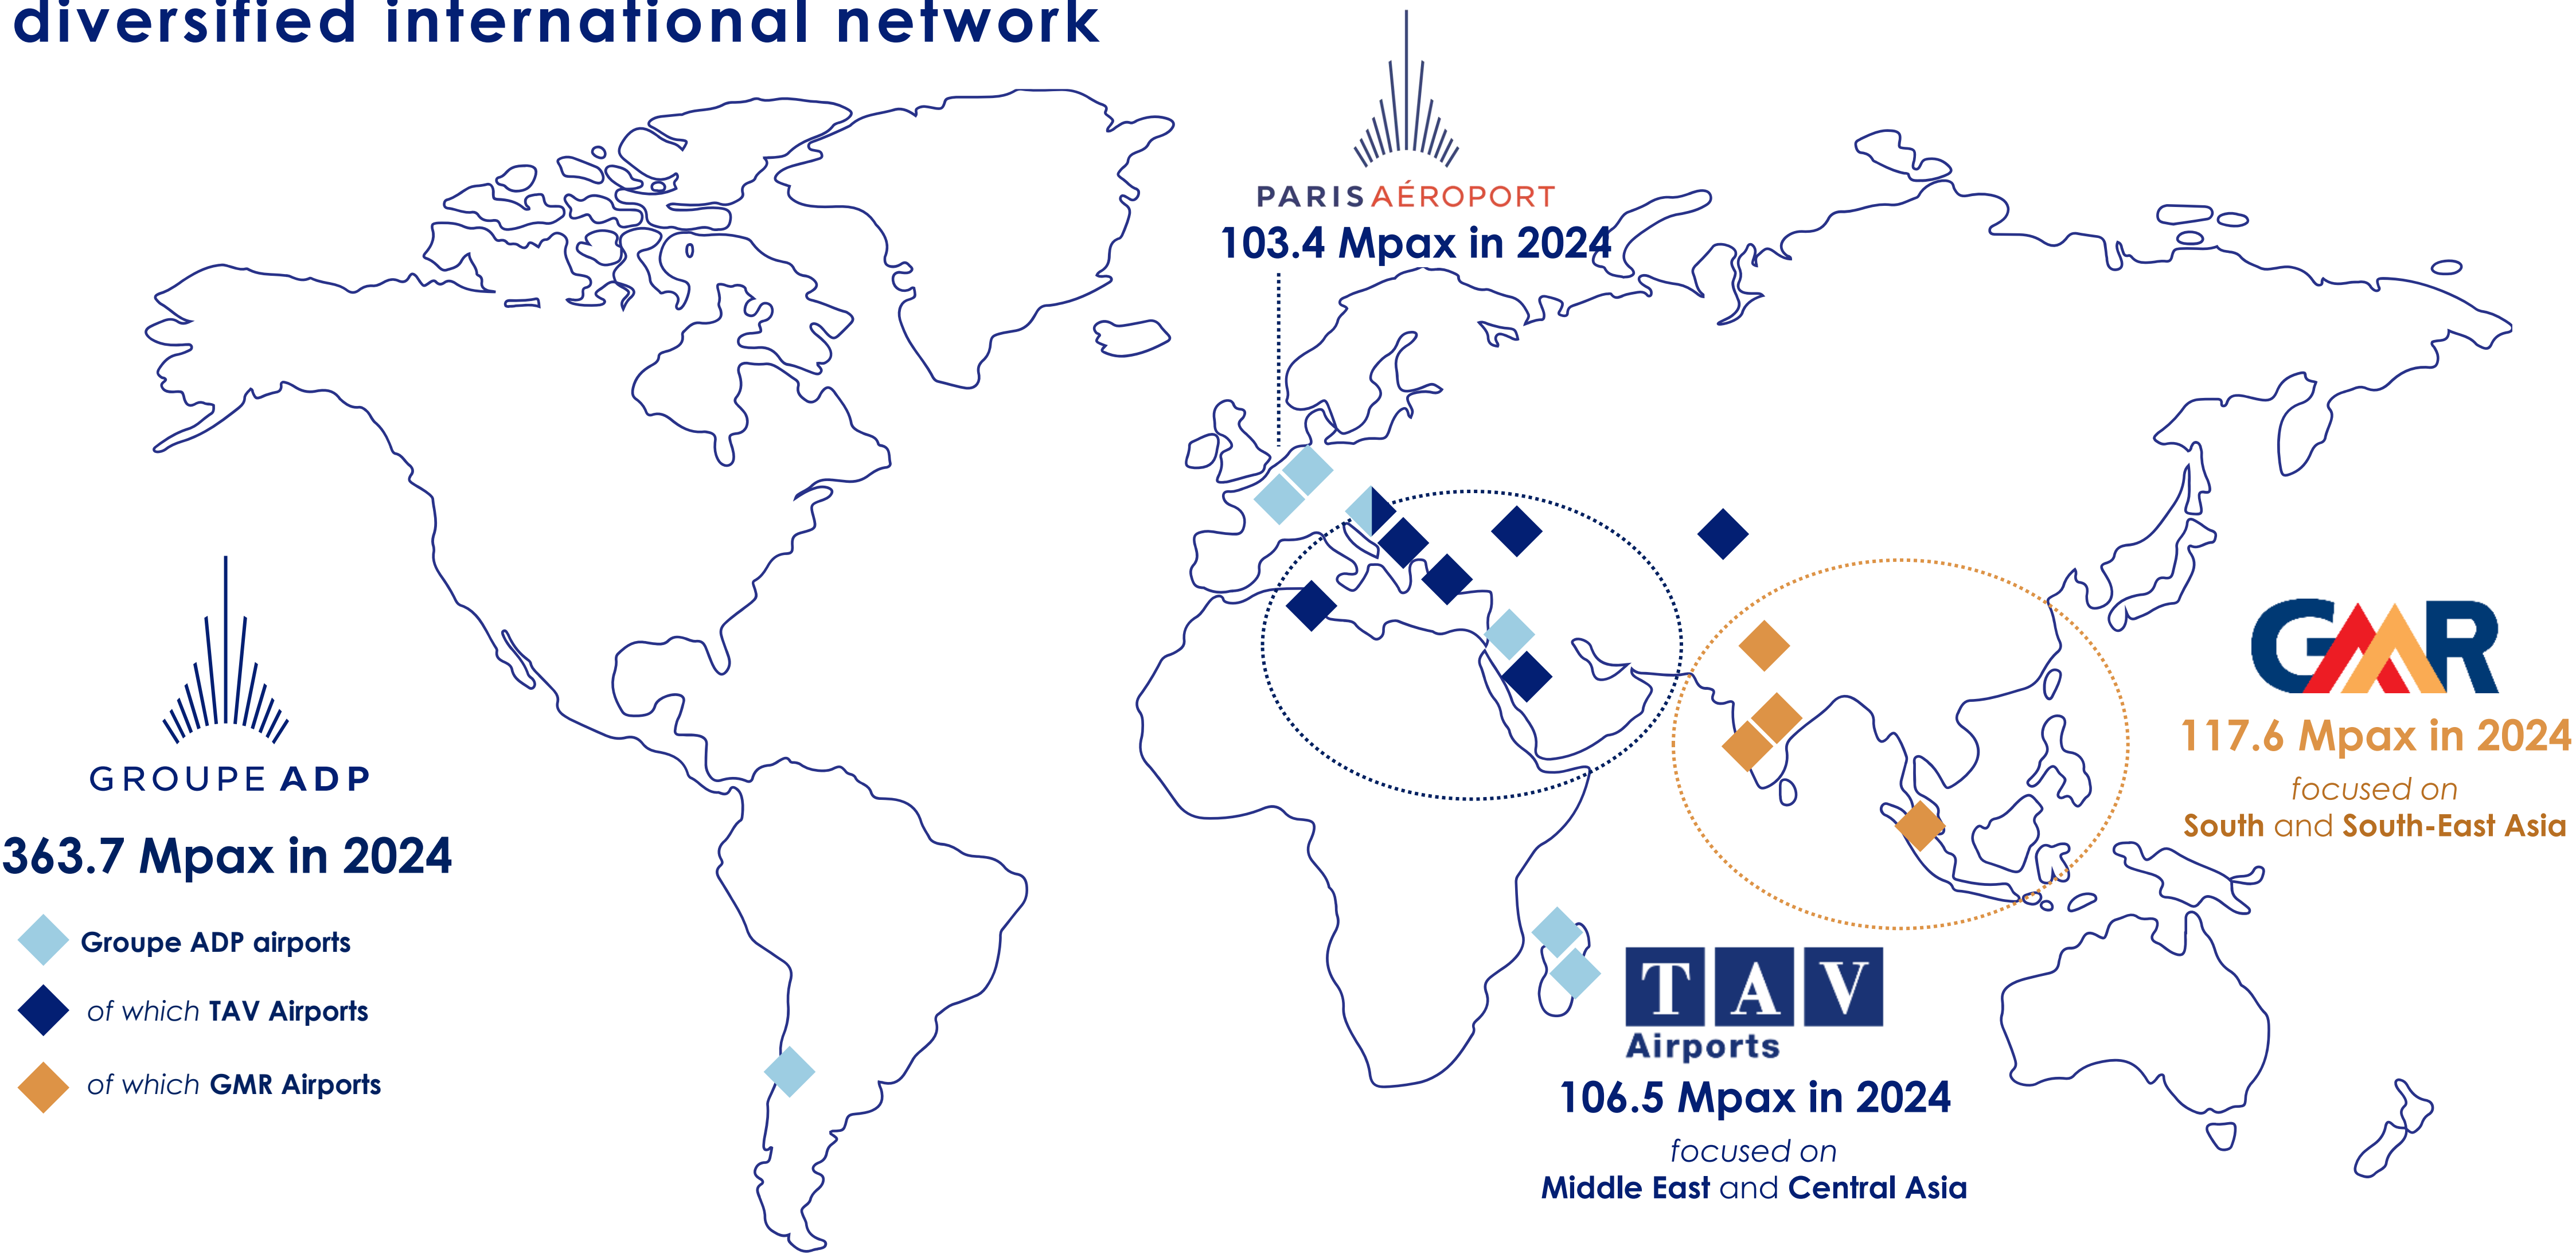 diversified international network
PARIS AÉROPORT
103.4 Mpax in 2024
GROUPE ADP
363.7 Mpax in 2024
Groupe ADP airports
of which TAV Airports
of which GMR Airports
GMR
117.6 Mpax in 2024
focused on
South and South-East Asia
TAV
Airports
106.5 Mpax in 2024
focused on
Middle East and Central Asia